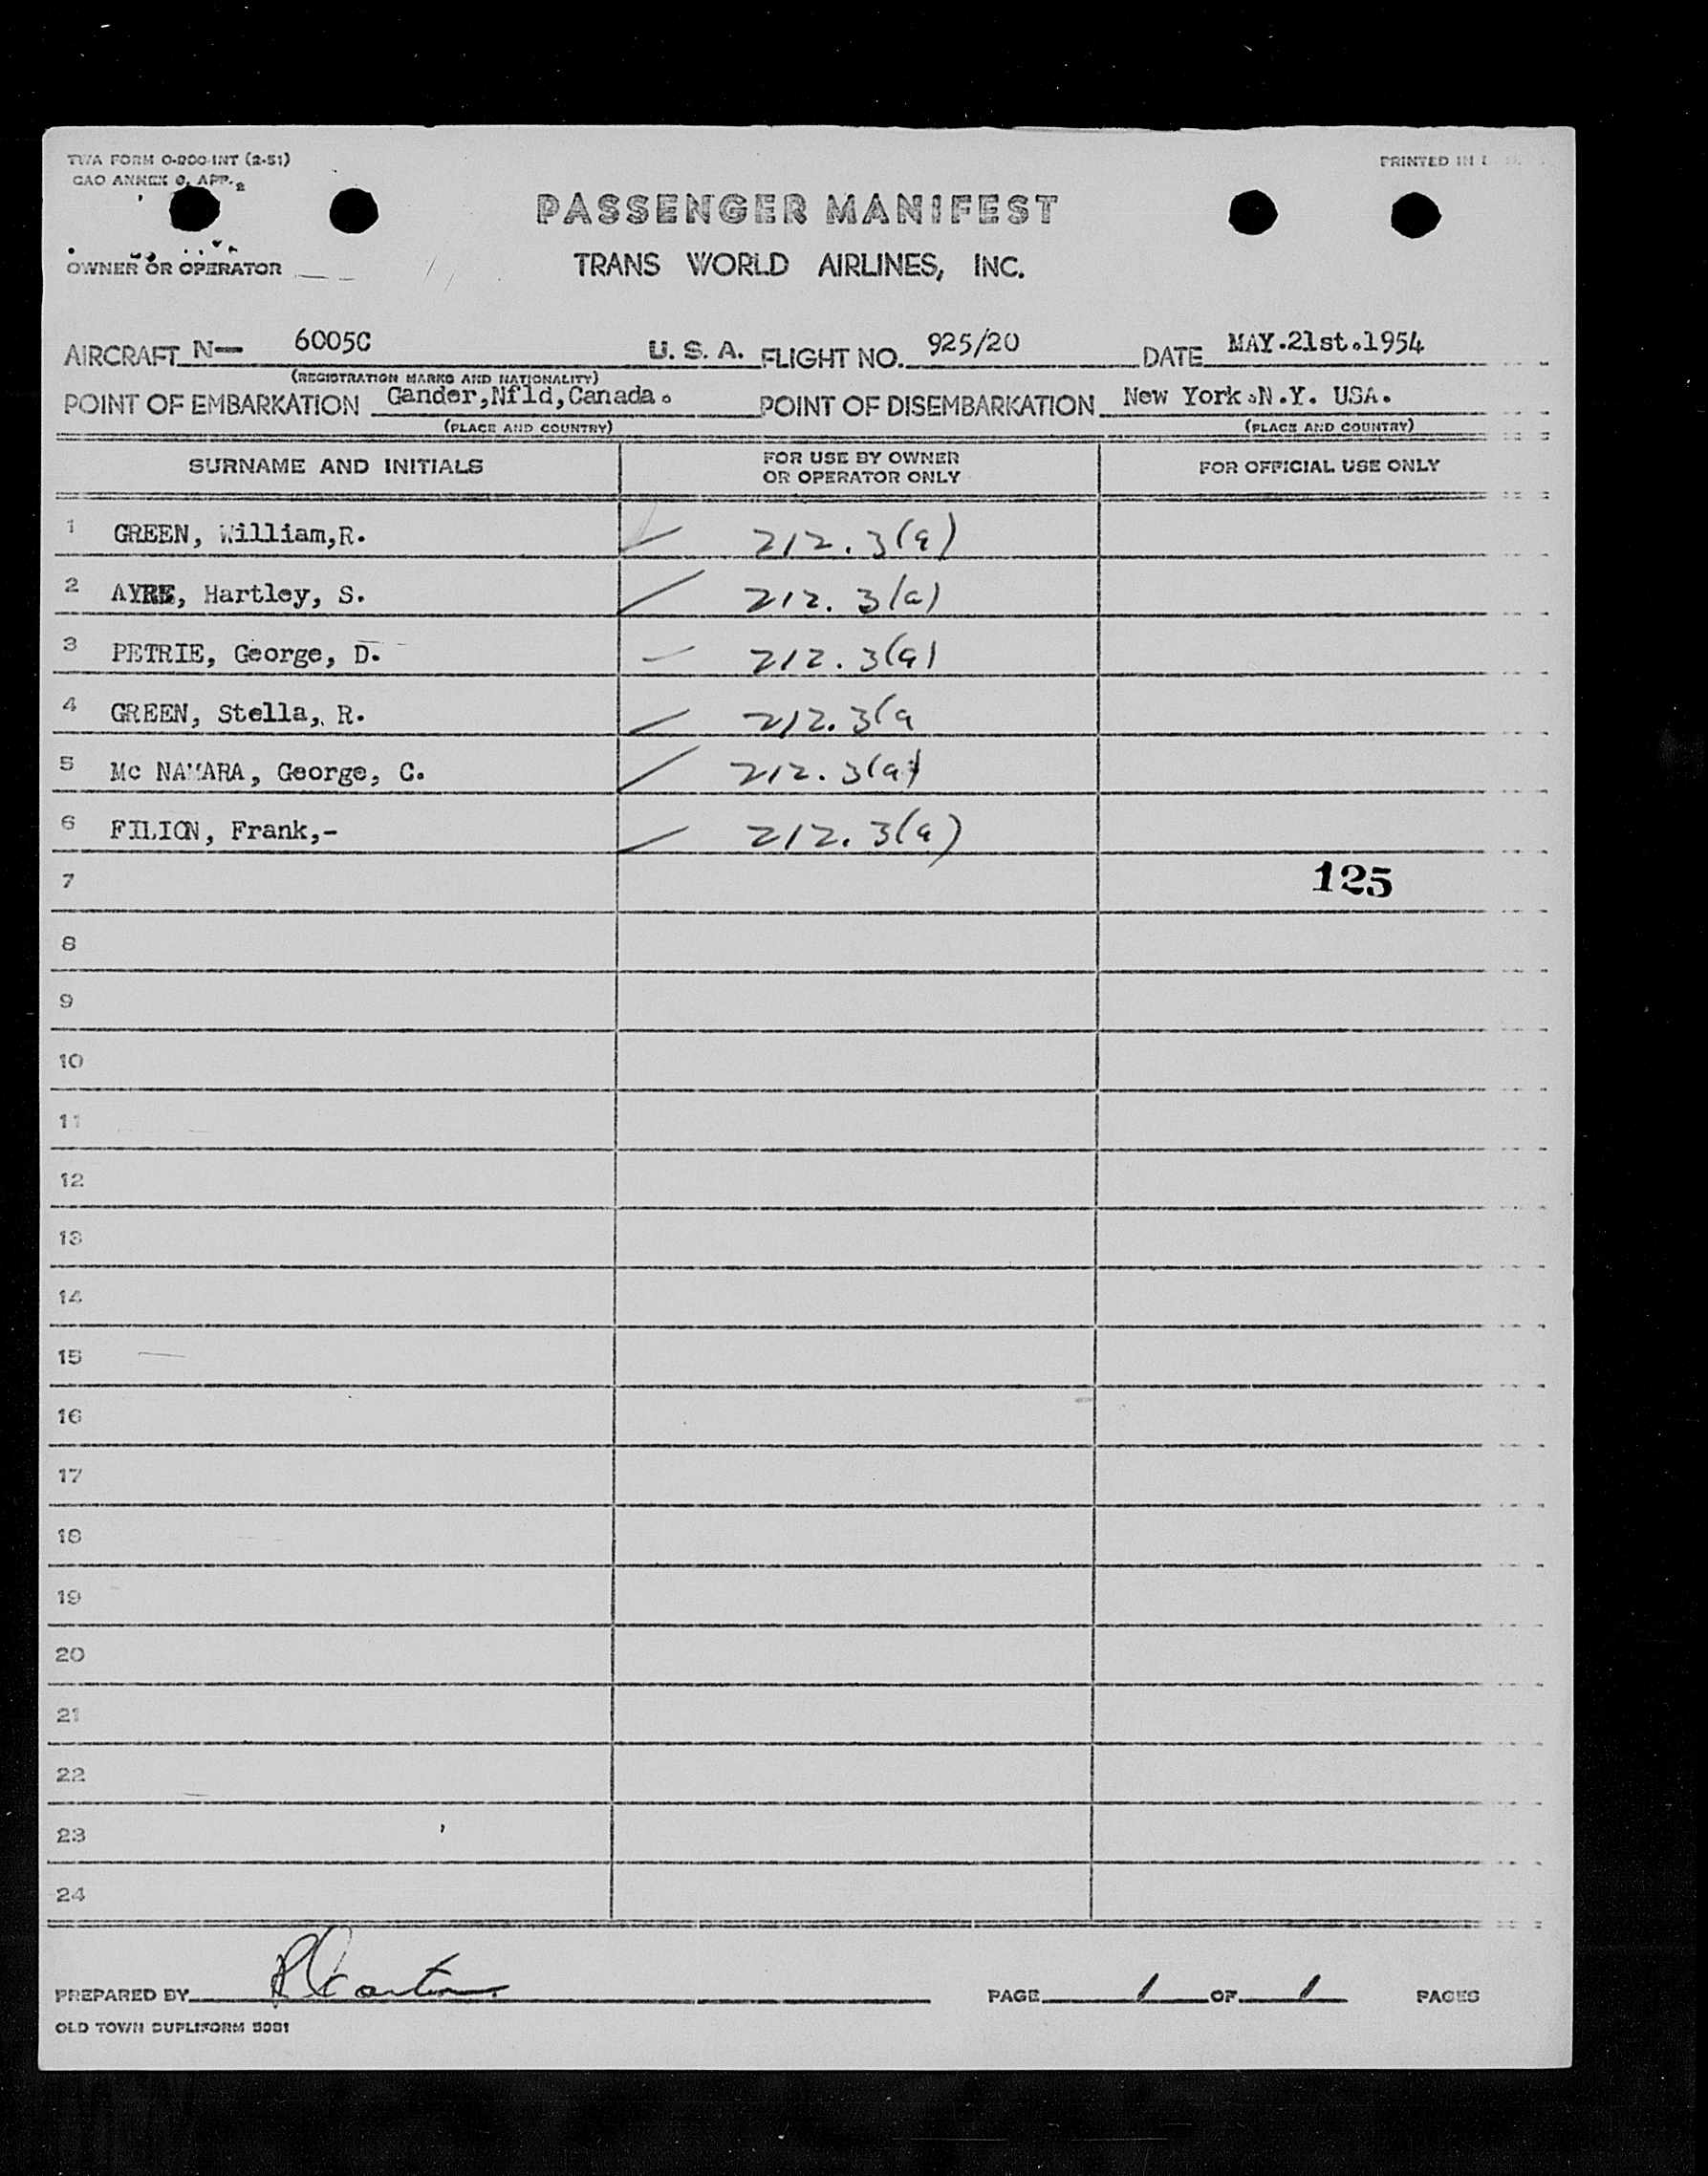 TWA FORM O-200-INT (2-51)
CAO ANNEX 9, APP. 2
PRINTED IN
PASSENGER MANIFEST
OWNER OR OPERATOR
TRANS WORLD AIRLINES, INC.
AIRCRAFT N— 6005C U. S. A. FLIGHT NO. 925/20 DATE MAY.21st.1954
(REGISTRATION MARKS AND NATIONALITY)
POINT OF EMBARKATION Gander,Nfld,Canada. POINT OF DISEMBARKATION New York.N.Y. USA.
(PLACE AND COUNTRY) (PLACE AND COUNTRY)
SURNAME AND INITIALS FOR USE BY OWNER OR OPERATOR ONLY FOR OFFICIAL USE ONLY
1 GREEN, William,R. 212.3(a)
2 AYRE, Hartley, S. 212.3(a)
3 PETRIE, George, D. 212.3(a)
4 GREEN, Stella, R. 212.3(a
5 Mc NAMARA, George, C. 212.3(a)
6 FILION, Frank,- 212.3(a)
7 125
8
9
10
11
12
13
14
15
16
17
18
19
20
21
22
23
24
PREPARED BY PAGE 1 OF 1 PAGES
OLD TOWN DUPLIFORM 5081